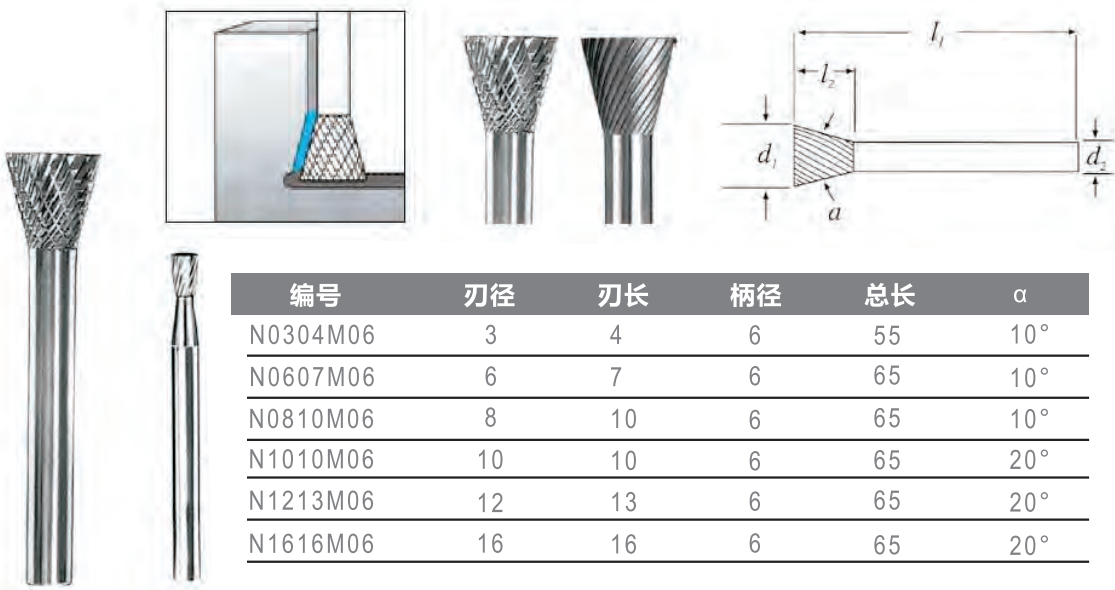 l₁
l₂
d₁
d₂
a
编号 刃径 刃长 柄径 总长 α
N0304M06 3 4 6 55 10°
N0607M06 6 7 6 65 10°
N0810M06 8 10 6 65 10°
N1010M06 10 10 6 65 20°
N1213M06 12 13 6 65 20°
N1616M06 16 16 6 65 20°